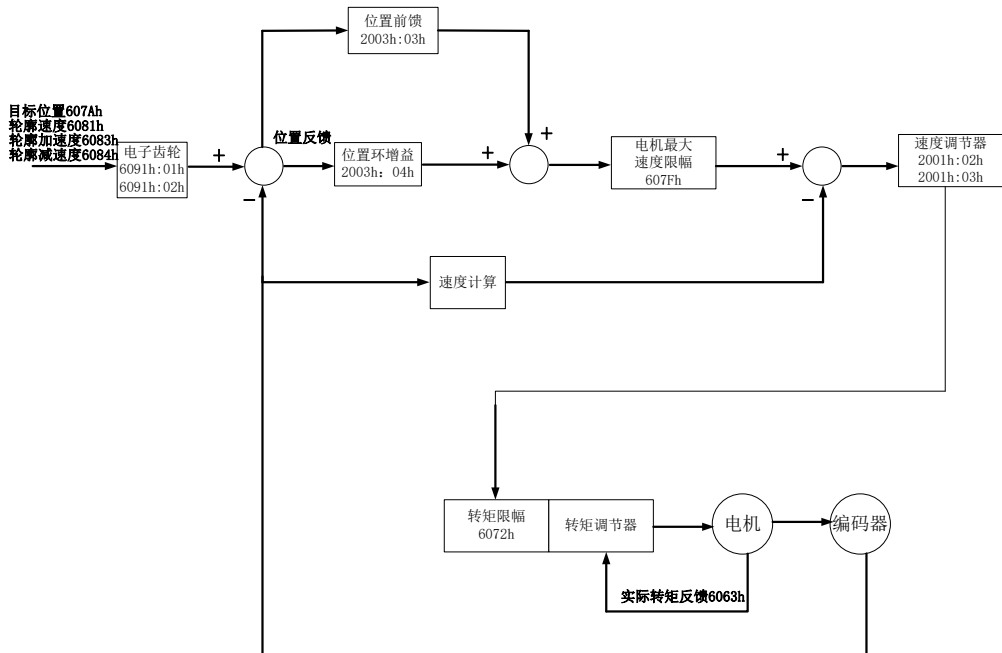 位置前馈
2003h:03h
目标位置607Ah
轮廓速度6081h
轮廓加速度6083h
轮廓减速度6084h
电子齿轮
6091h:01h
6091h:02h
+
−
位置反馈
位置环增益
2003h：04h
+
+
电机最大
速度限幅
607Fh
+
−
速度调节器
2001h:02h
2001h:03h
速度计算
转矩限幅
6072h
转矩调节器
电机
编码器
实际转矩反馈6063h